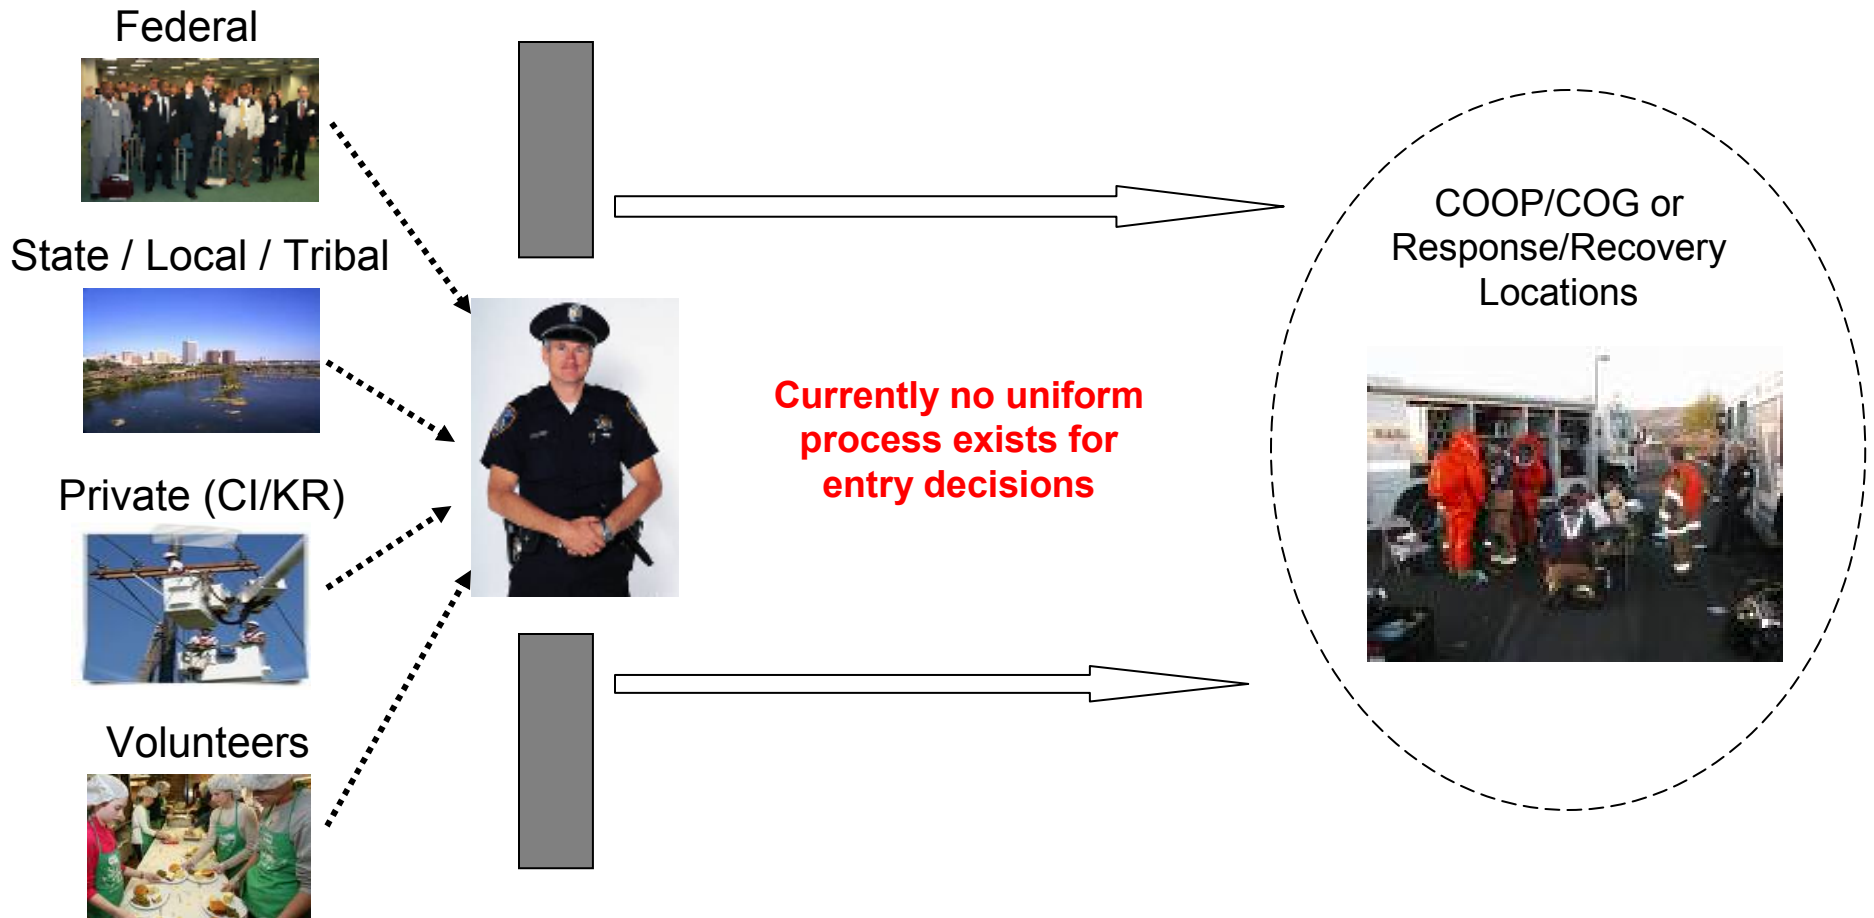 Federal
State / Local / Tribal
Private (CI/KR)
Volunteers
Currently no uniform
process exists for
entry decisions
COOP/COG or
Response/Recovery
Locations